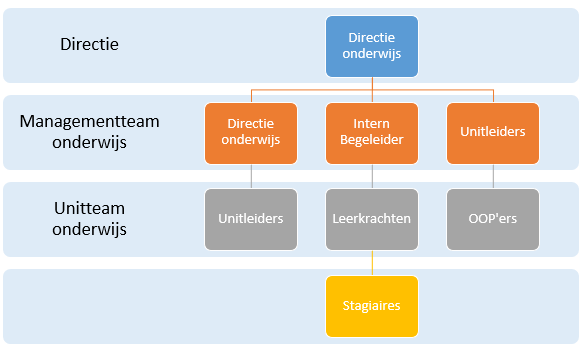 Directie
Directie
onderwijs
Managementteam
onderwijs
Directie
onderwijs
Intern
Begeleider
Unitleiders
Unitteam
onderwijs
Unitleiders
Leerkrachten
OOP'ers
Stagiaires